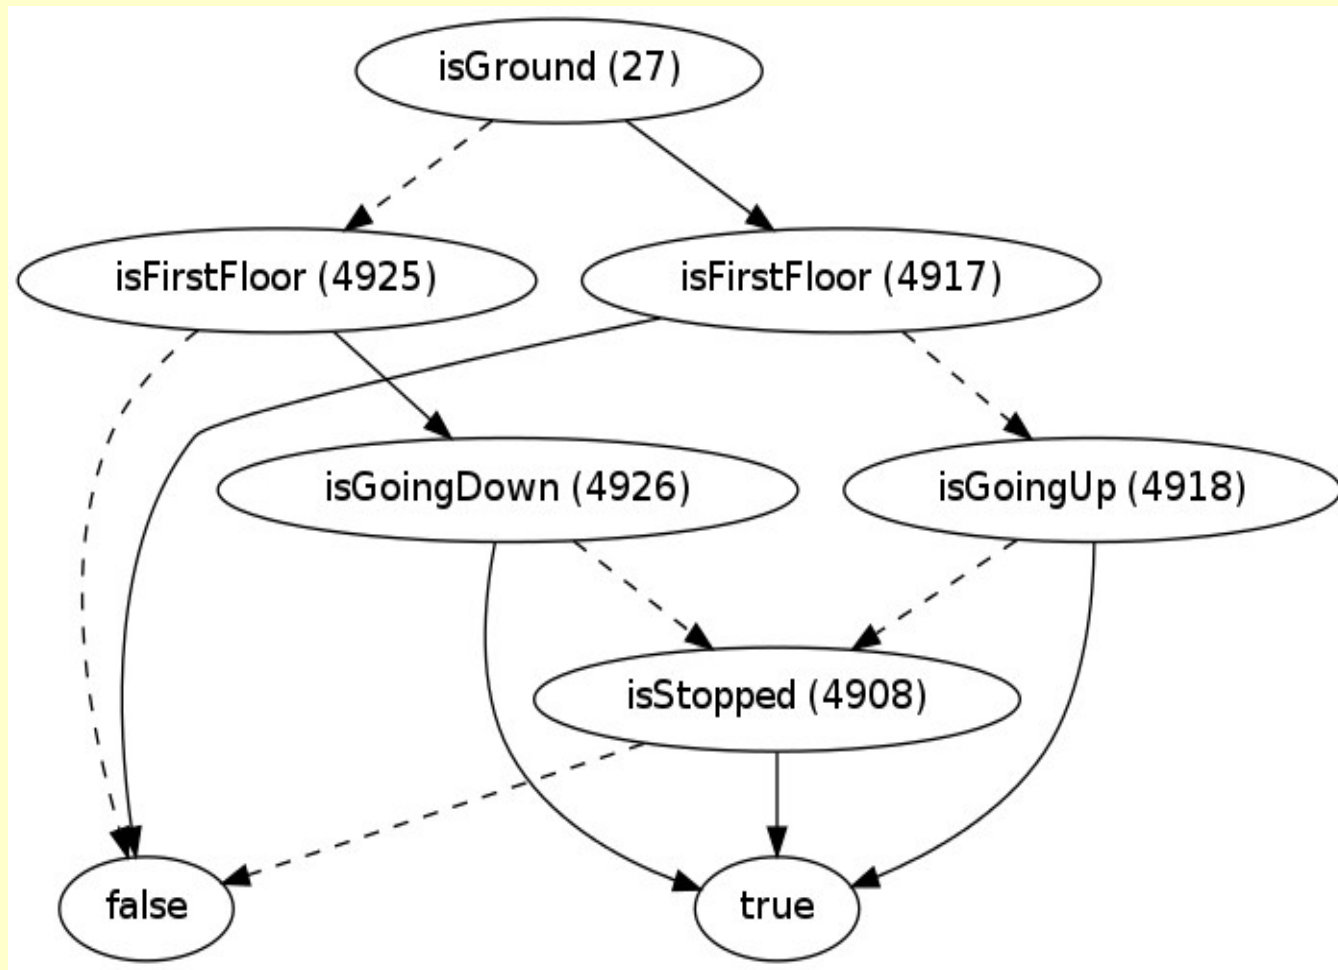 isGround (27)
isFirstFloor (4925)
isFirstFloor (4917)
isGoingDown (4926)
isGoingUp (4918)
isStopped (4908)
false
true